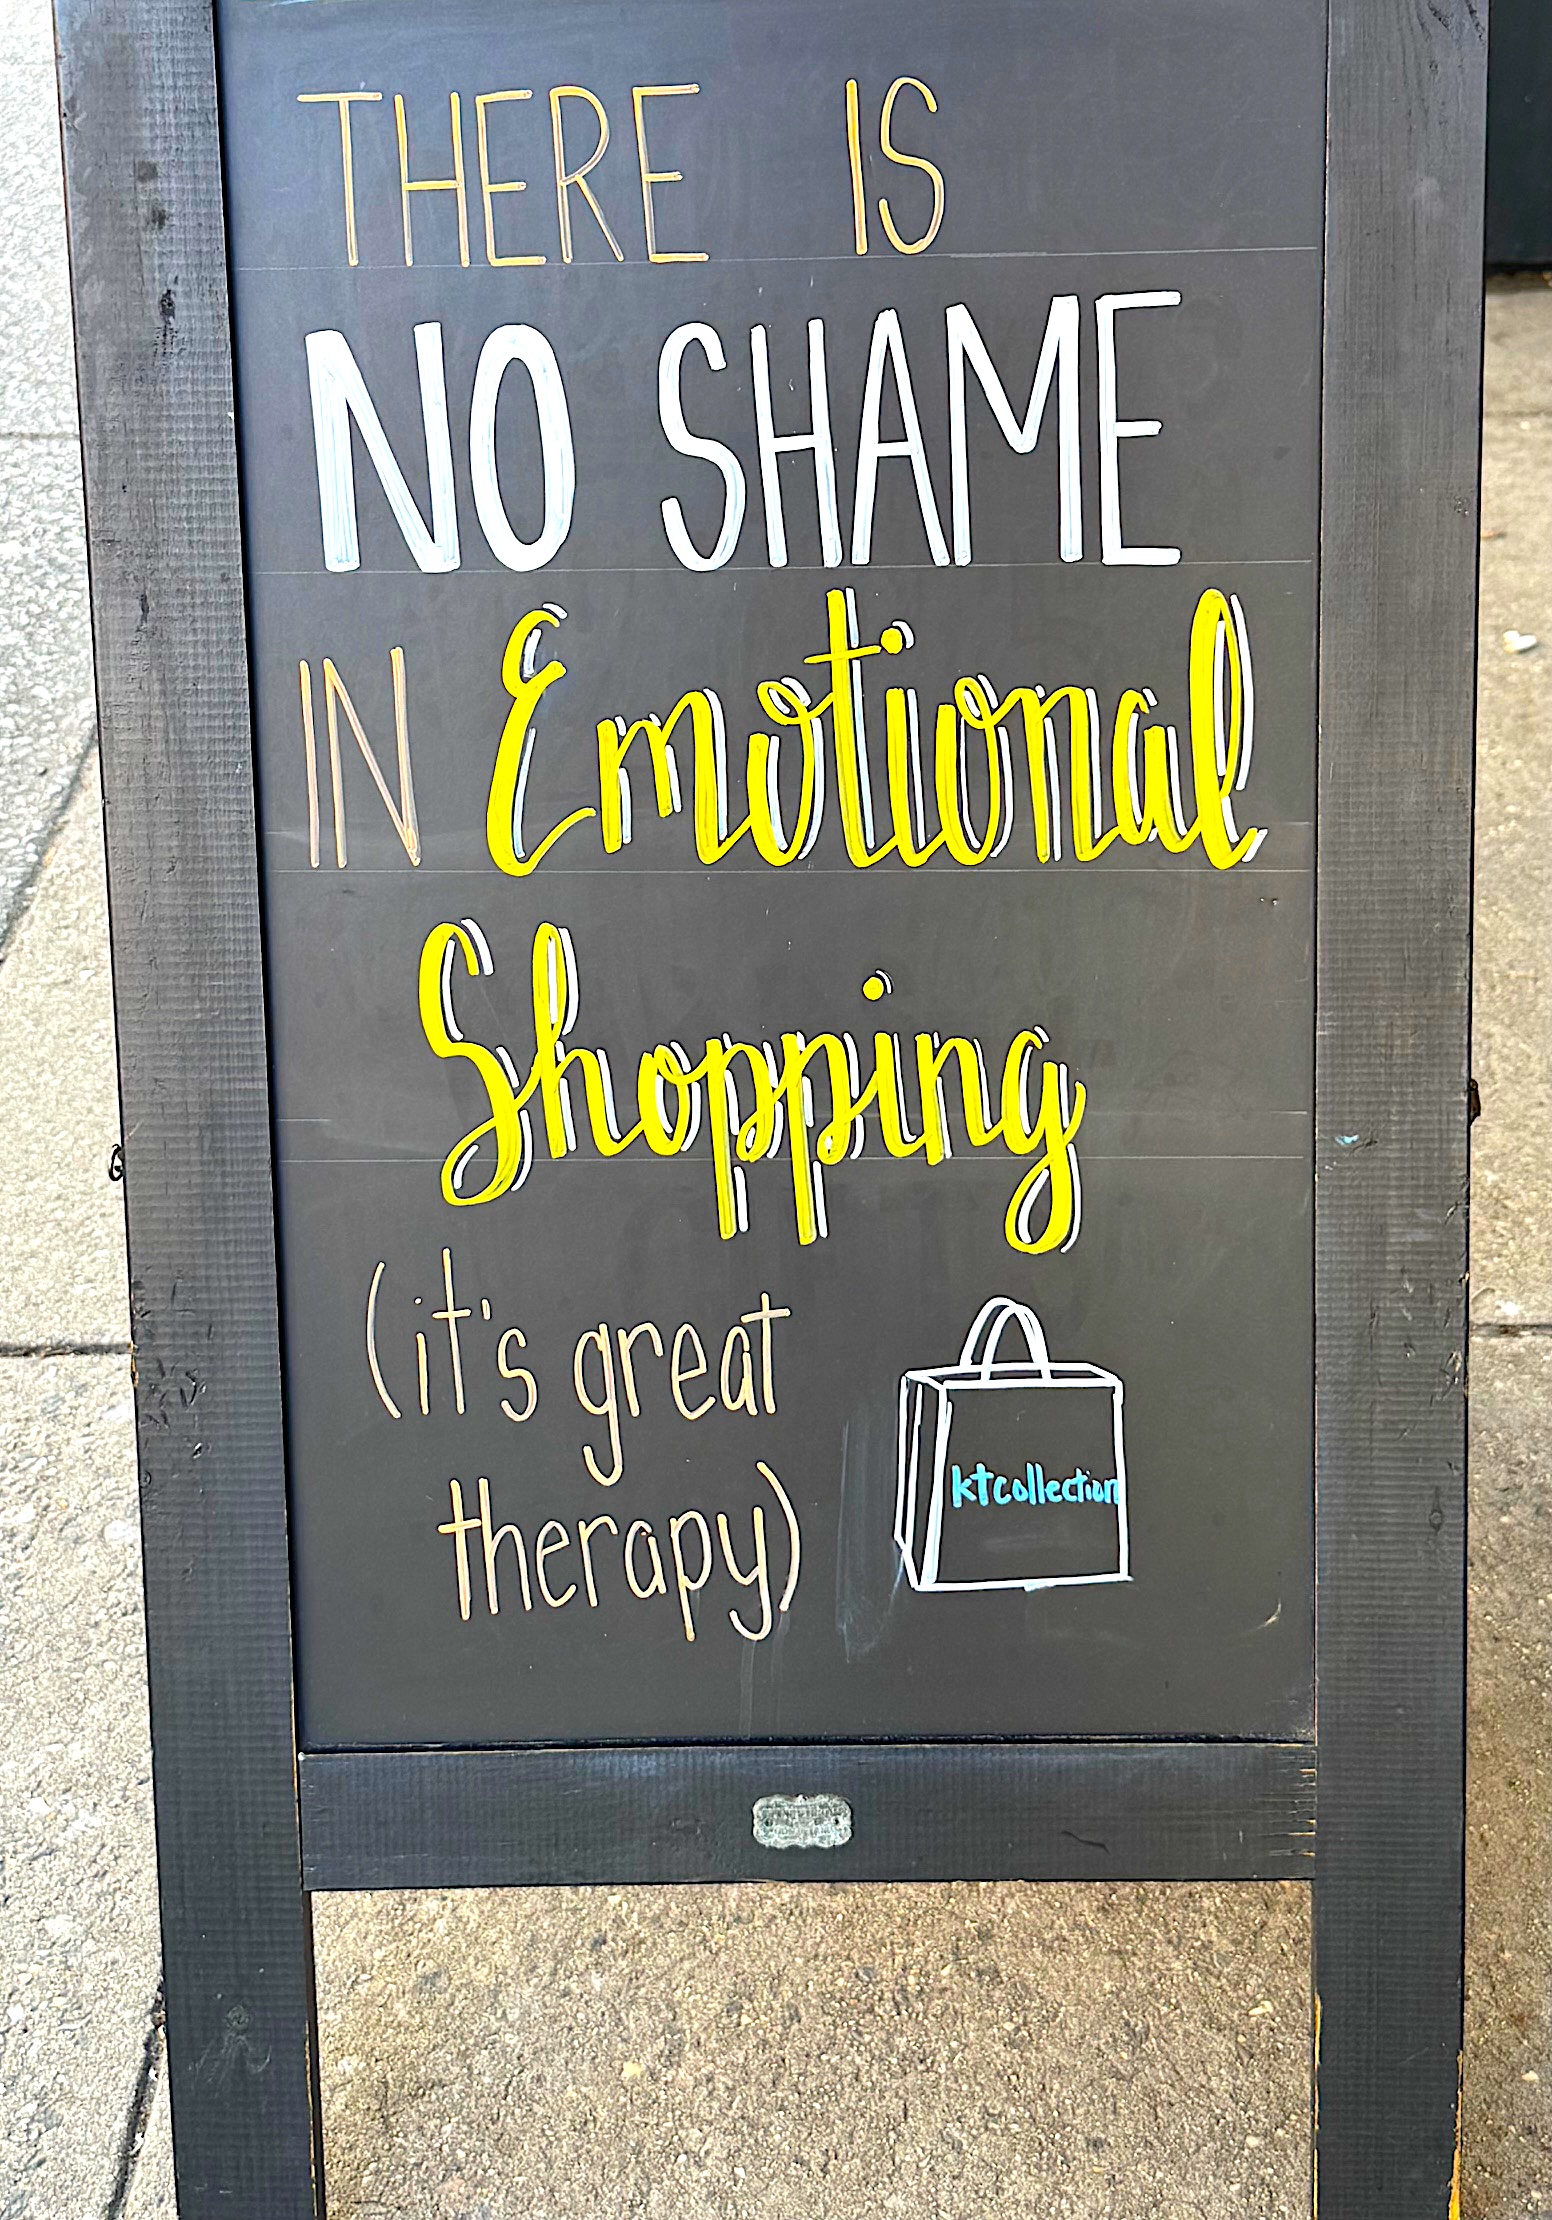 THERE IS
NO SHAME
IN Emotional
Shopping
(it's great
therapy)
ktcollection